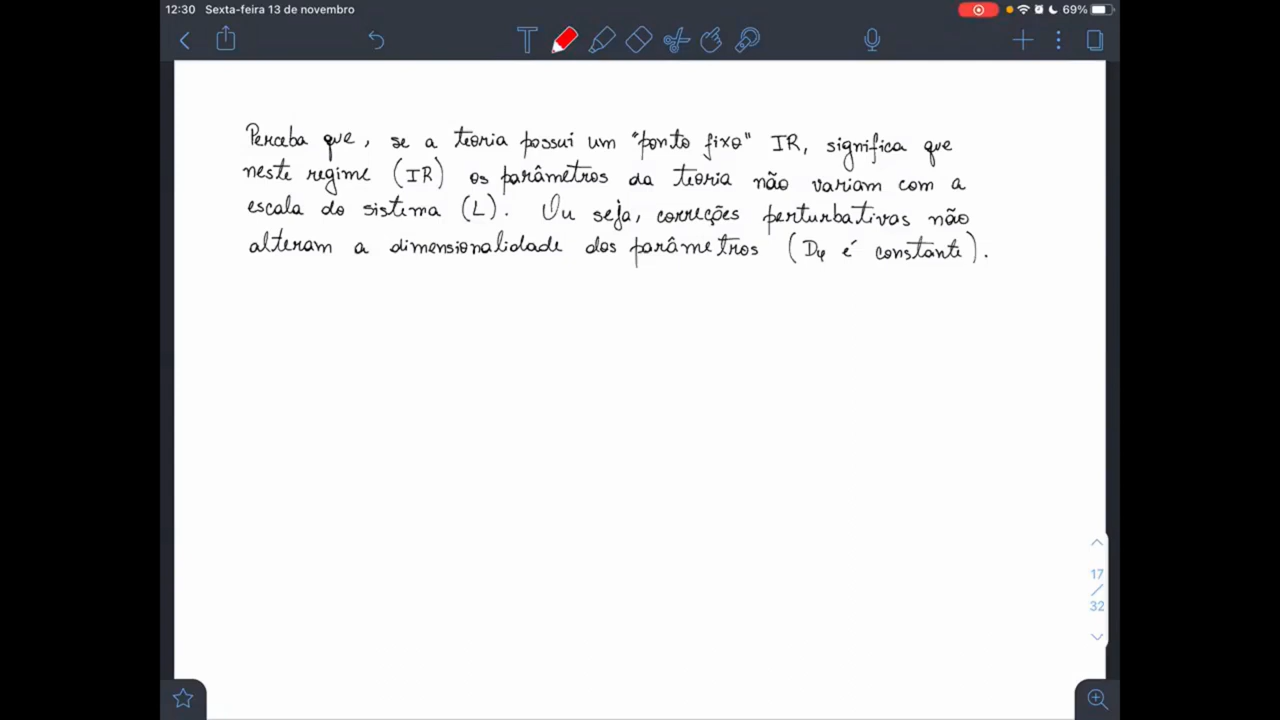 12:30 Sexta-feira 13 de novembro 69%
Perceba que, se a teoria possui um "ponto fixo" IR, significa que
neste regime (IR) os parâmetros da teoria não variam com a
escala do sistema (L). Ou seja, correções perturbativas não
alteram a dimensionalidade dos parâmetros (Dφ é constante).
17
/
32